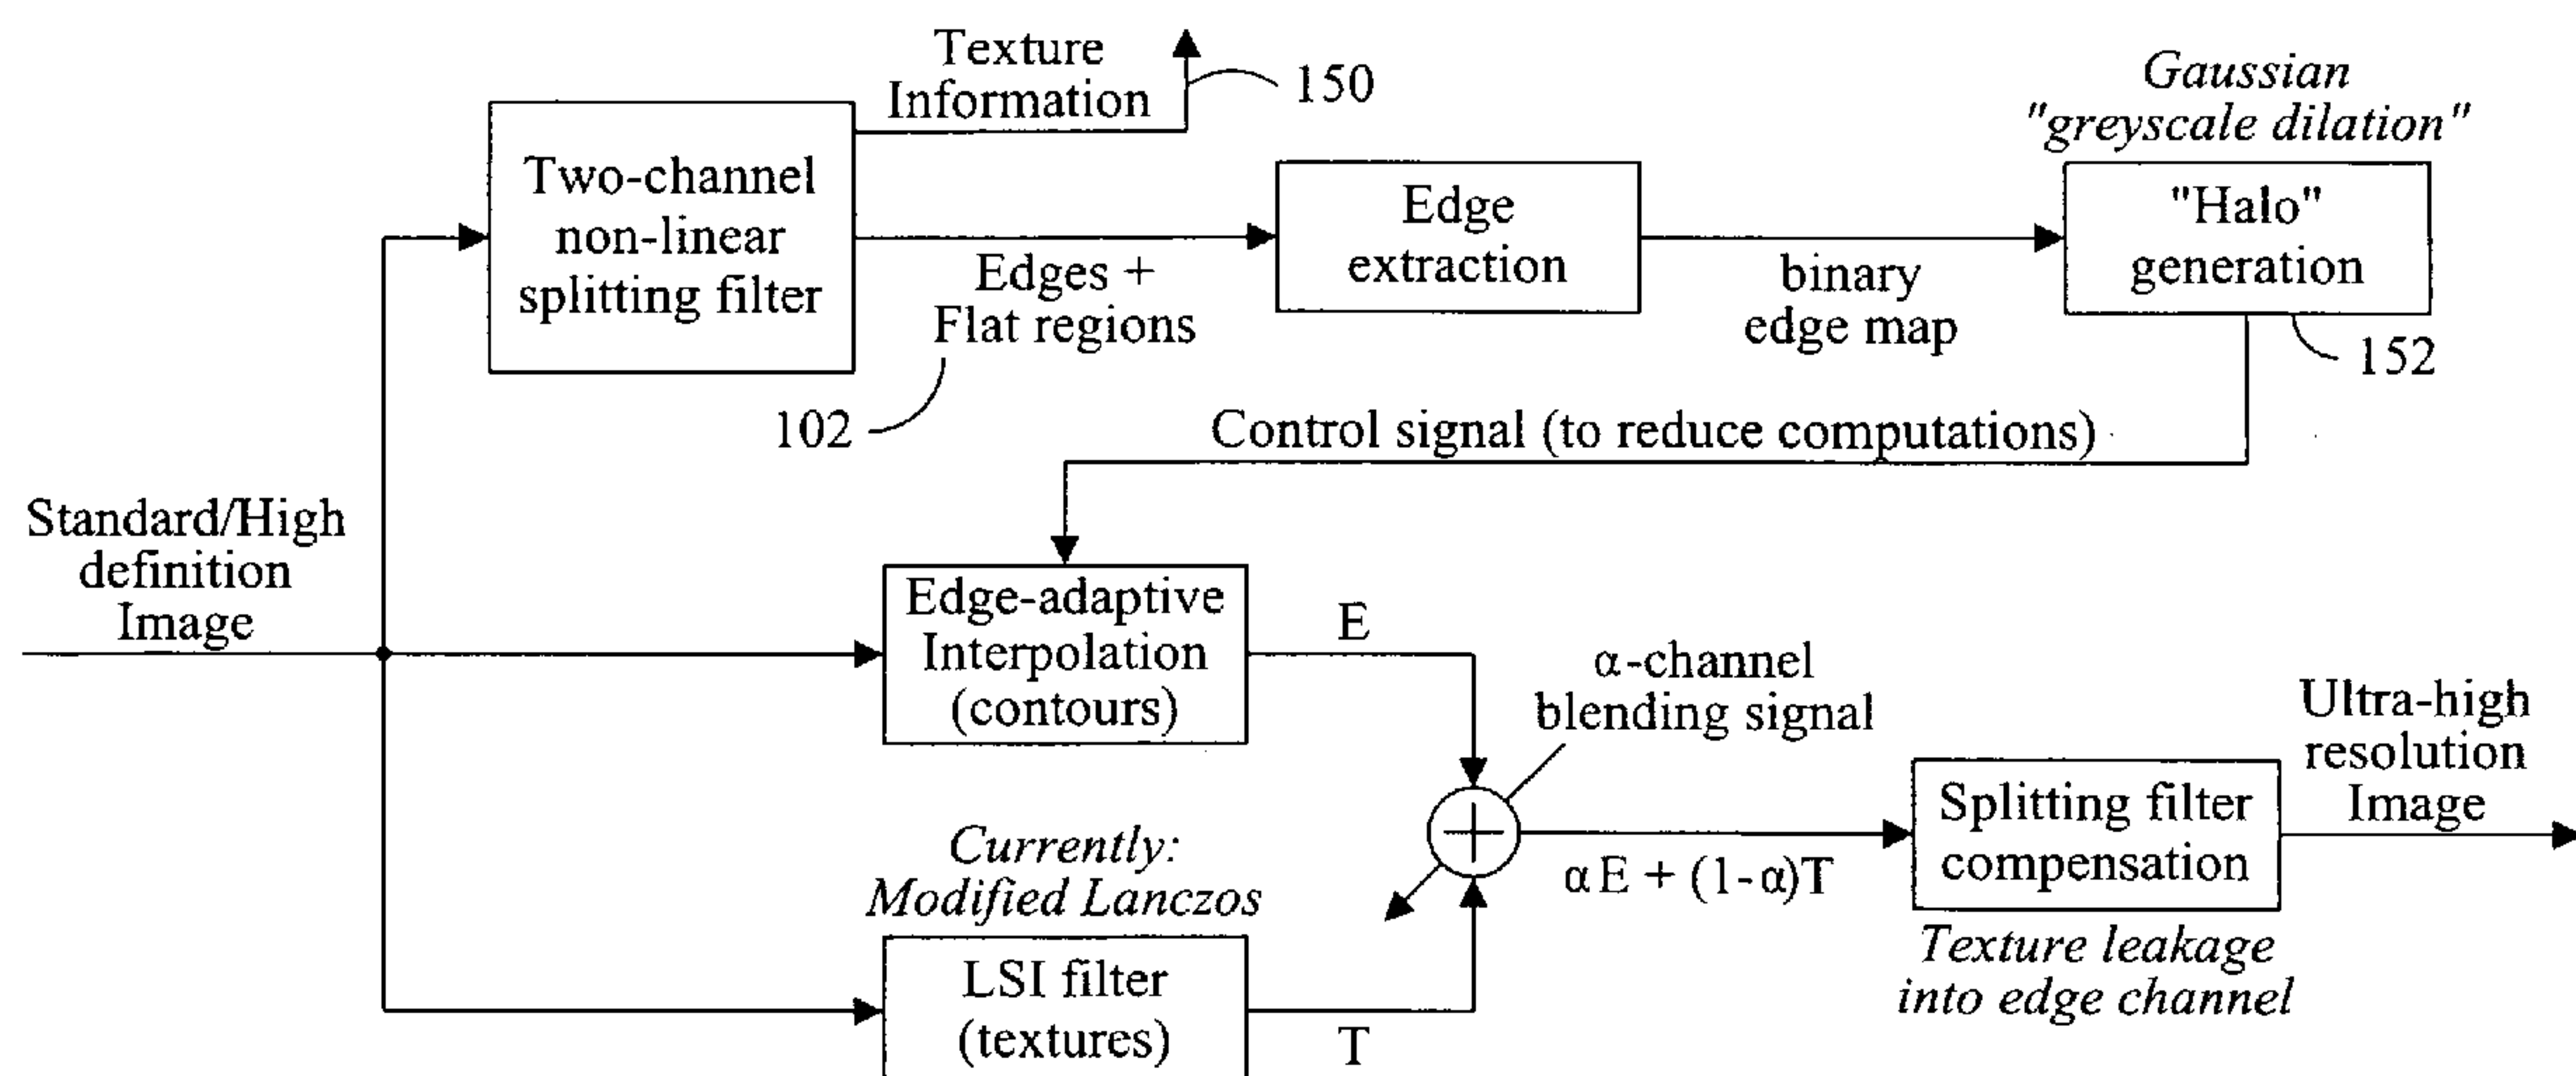 Texture
Information
150
Gaussian
"greyscale dilation"
Two-channel
non-linear
splitting filter
Edges +
Flat regions
102
Edge
extraction
binary
edge map
"Halo"
generation
152
Control signal (to reduce computations)
Standard/High
definition
Image
Edge-adaptive
Interpolation
(contours)
E
α-channel
blending signal
Currently:
Modified Lanczos
LSI filter
(textures)
T
αE + (1-α)T
Splitting filter
compensation
Texture leakage
into edge channel
Ultra-high
resolution
Image